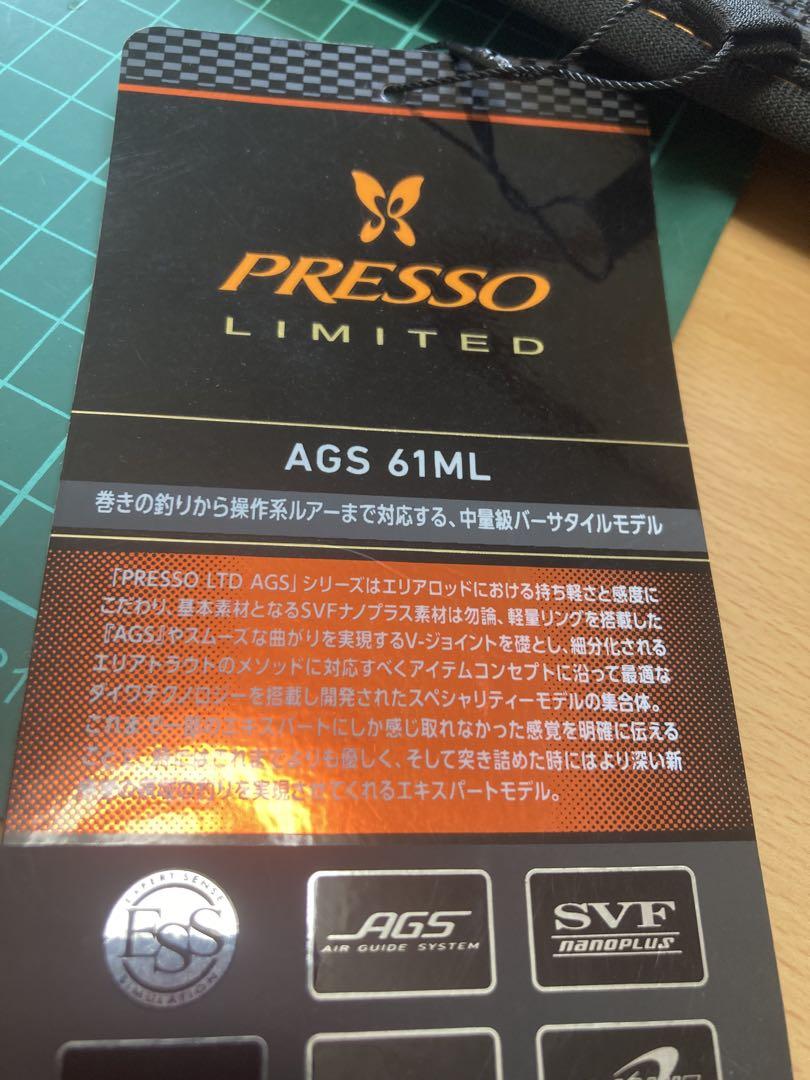 PRESSO
LIMITED
AGS 61ML
巻きの釣りから操作系ルアーまで対応する、中量級バーサタイルモデル
「PRESSO LTD AGS」シリーズはエリアロッドにおける持ち軽さと感度に
こだわり、基本素材となるSVFナノプラス素材は勿論、軽量リングを搭載した
『AGS』やスムーズな曲がりを実現するV-ジョイントを礎とし、細分化される
エリアトラウトのメソッドに対応すべくアイテムコンセプトに沿って最適な
ダイワテクノロジーを搭載し開発されたスペシャリティーモデルの集合体。
これまで一部のエキスパートにしか感じ取れなかった感覚を明確に伝える
これまでよりも優しく、そして突き詰めた時にはより深い新
の釣りを実現させてくれるエキスパートモデル。
EXPERT SENSE
ESS
SIMULATION
AGS
AIR GUIDE SYSTEM
SVF
nanoplus